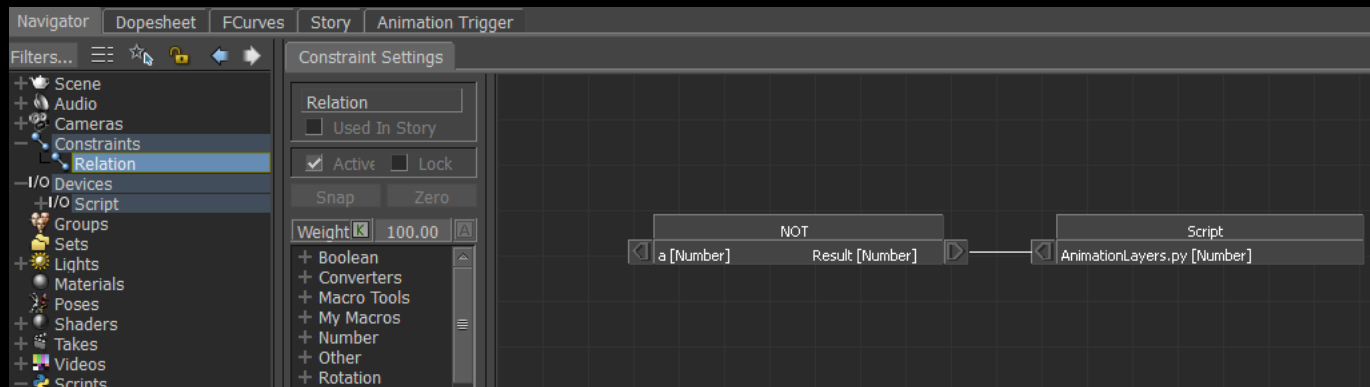 Navigator Dopesheet FCurves Story Animation Trigger
Filters... Constraint Settings
Scene
Audio
Cameras
Constraints
Relation
I/O Devices
I/O Script
Groups
Sets
Lights
Materials
Poses
Shaders
Takes
Videos
Scripts
Relation
Used In Story
Active Lock
Snap Zero
Weight K 100.00 A
Boolean
Converters
Macro Tools
My Macros
Number
Other
Rotation
NOT
a [Number] Result [Number]
Script
AnimationLayers.py [Number]